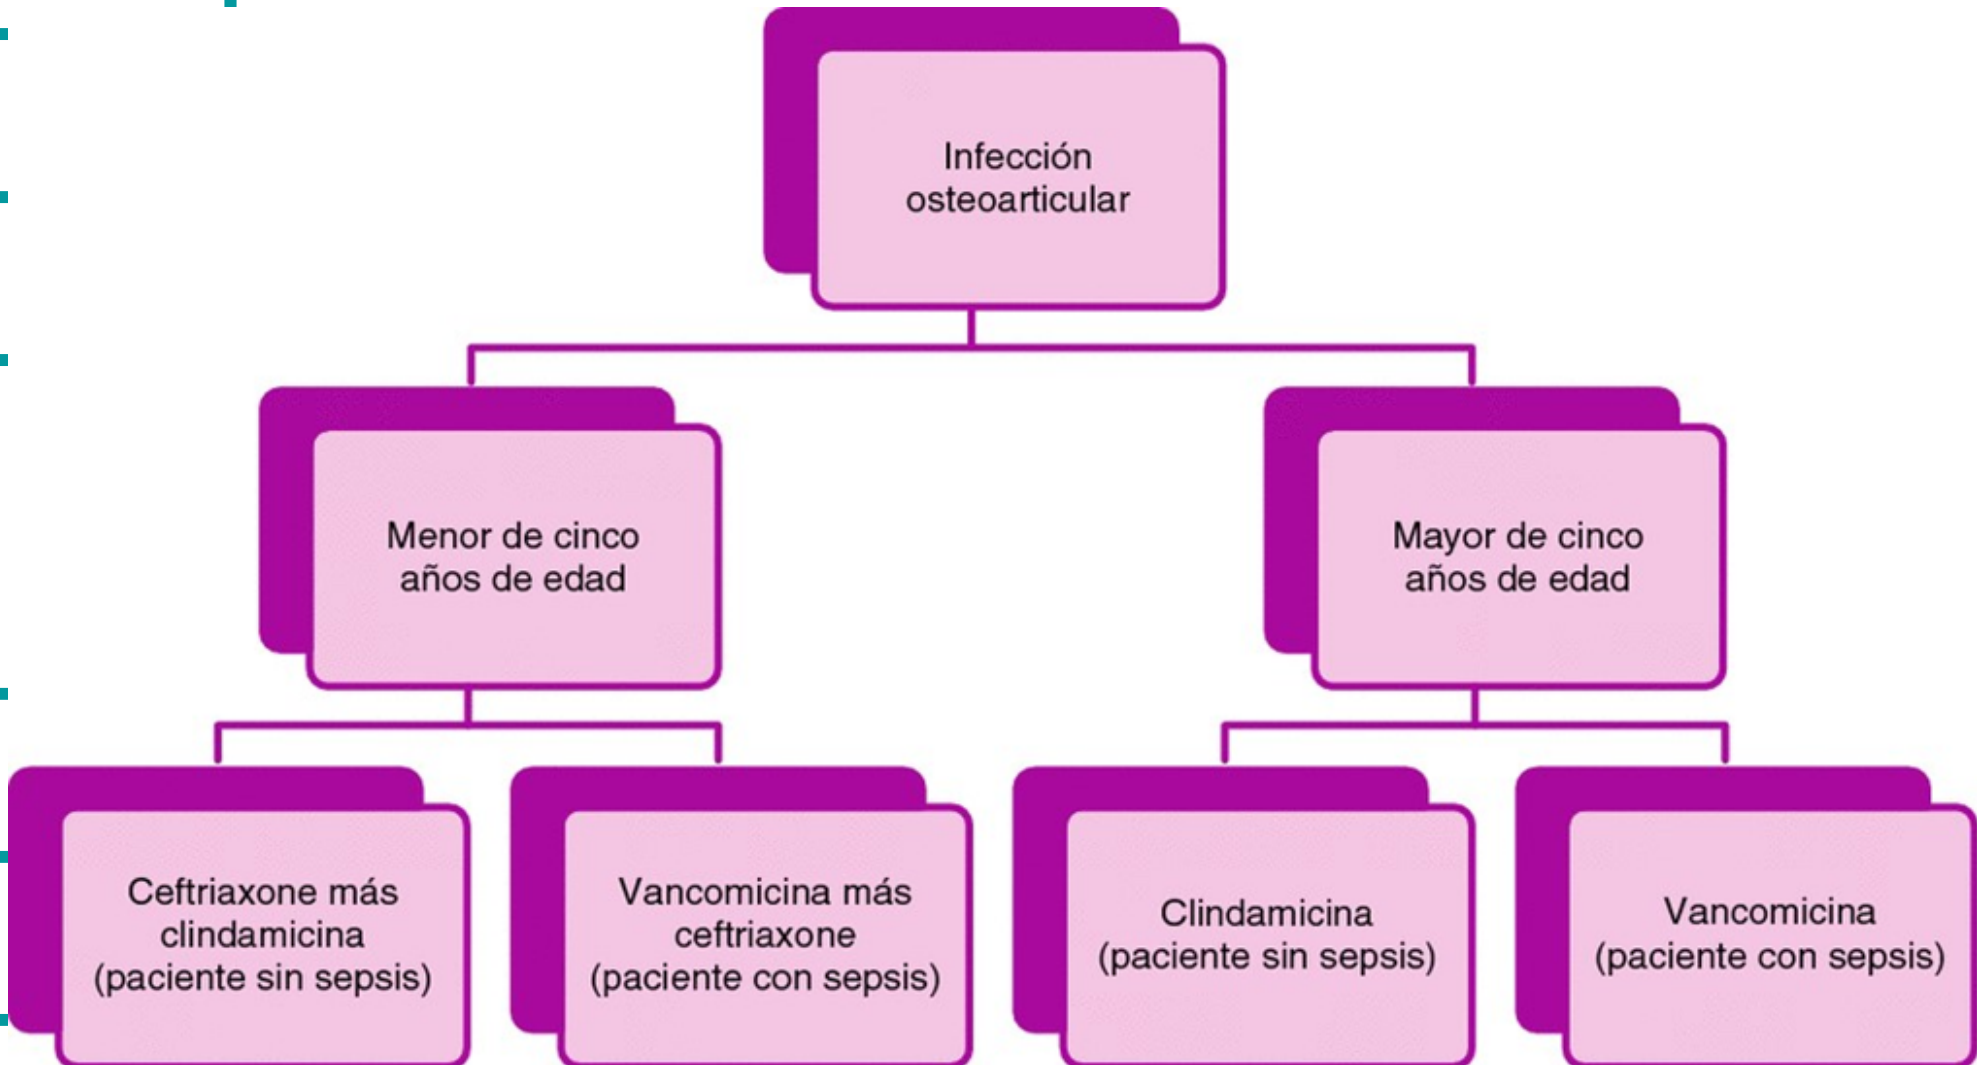 Infección
osteoarticular
Menor de cinco
años de edad
Mayor de cinco
años de edad
Ceftriaxone más
clindamicina
(paciente sin sepsis)
Vancomicina más
ceftriaxone
(paciente con sepsis)
Clindamicina
(paciente sin sepsis)
Vancomicina
(paciente con sepsis)